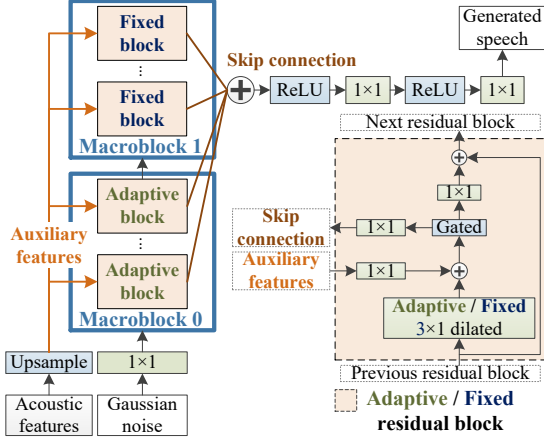 Fixed
block
...
Fixed
block
Macroblock 1
Adaptive
block
...
Adaptive
block
Macroblock 0
Auxiliary
features
Upsample
1×1
Acoustic
features
Gaussian
noise
Skip connection
+
ReLU
1×1
ReLU
1×1
Generated
speech
Next residual block
+
1×1
Skip
connection
1×1
Gated
Auxiliary
features
1×1
+
Adaptive / Fixed
3×1 dilated
Previous residual block
Adaptive / Fixed
residual block